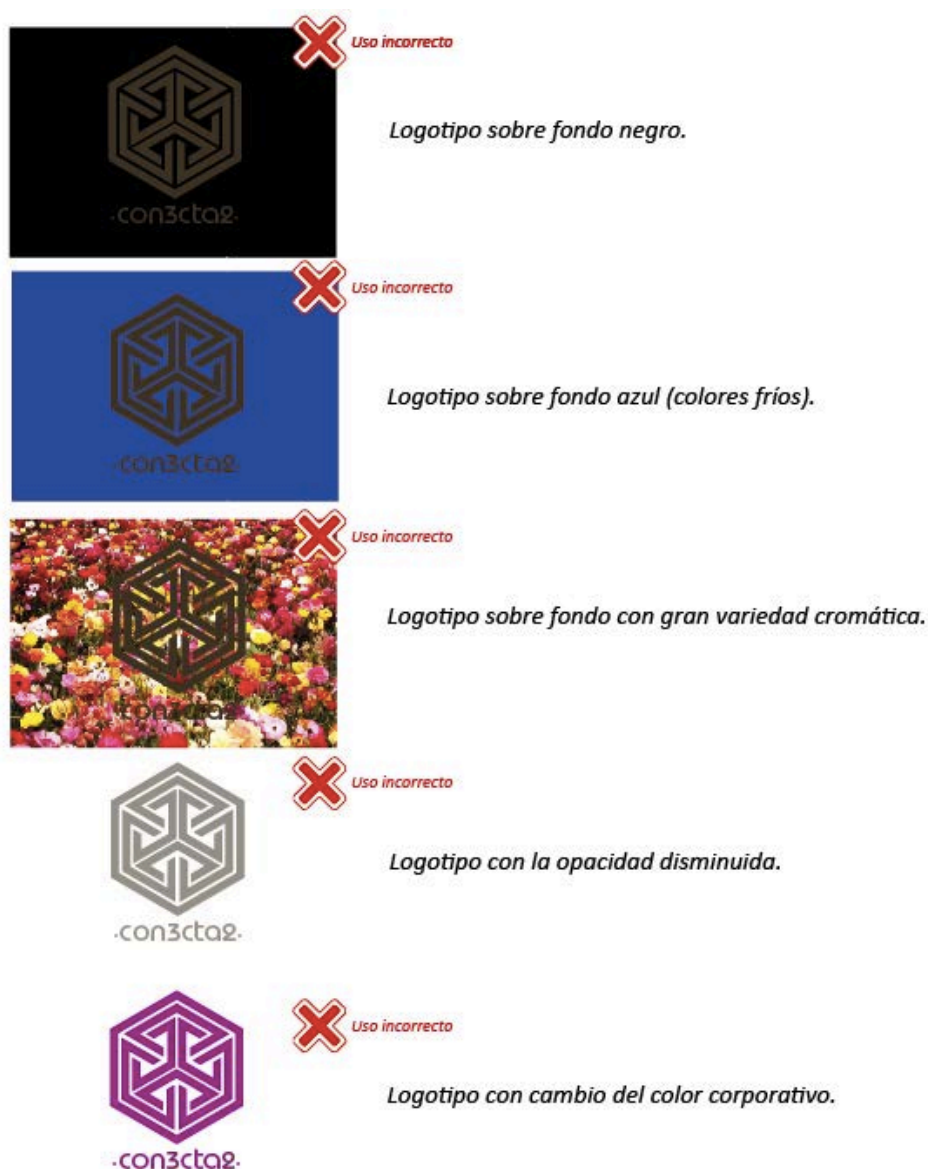 Uso incorrecto
Logotipo sobre fondo negro.
·con3cta2·
Uso incorrecto
Logotipo sobre fondo azul (colores fríos).
·con3cta2·
Uso incorrecto
Logotipo sobre fondo con gran variedad cromática.
·con3cta2·
Uso incorrecto
Logotipo con la opacidad disminuida.
·con3cta2·
Uso incorrecto
Logotipo con cambio del color corporativo.
·con3cta2·